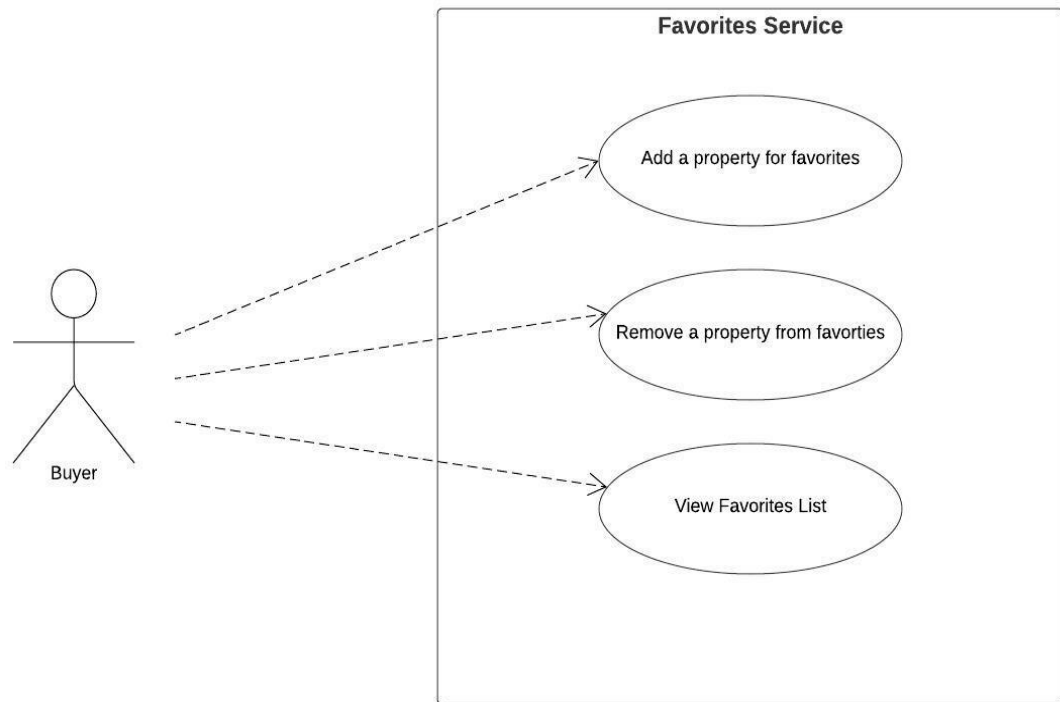 Favorites Service
Add a property for favorites
Remove a property from favorties
View Favorites List
Buyer